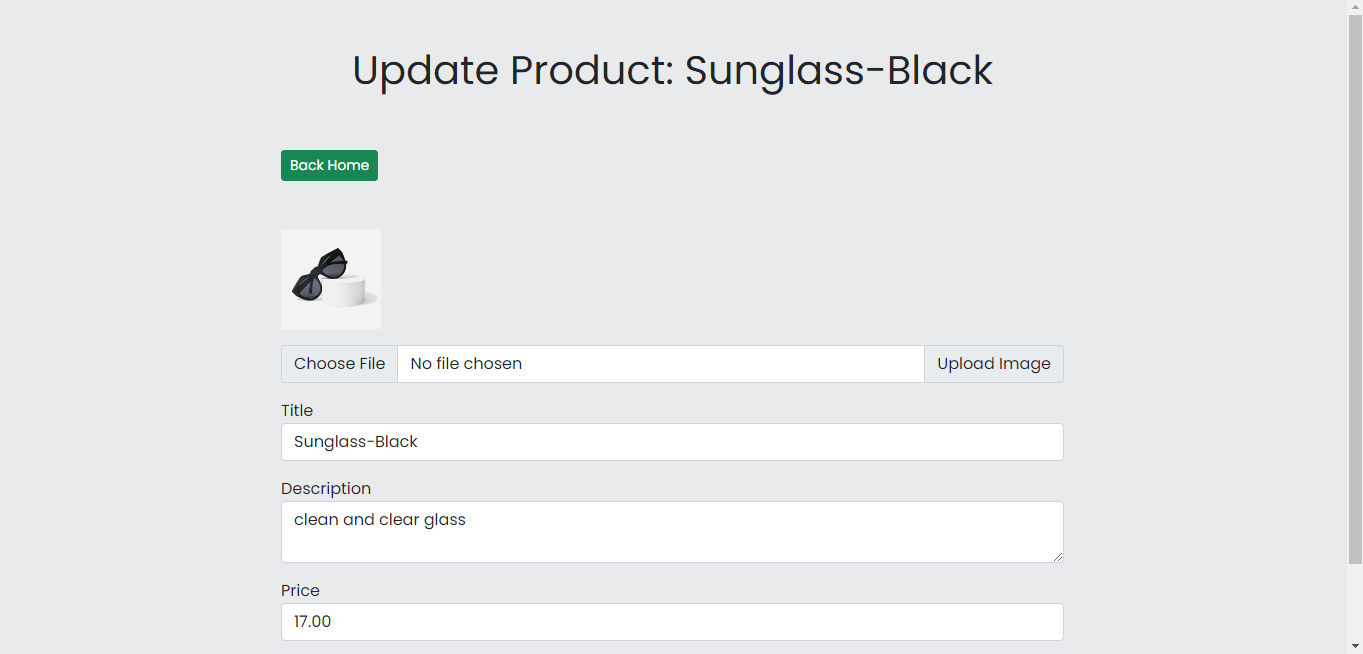 Update Product: Sunglass-Black
Back Home
Choose File No file chosen Upload Image
Title
Sunglass-Black
Description
clean and clear glass
Price
17.00